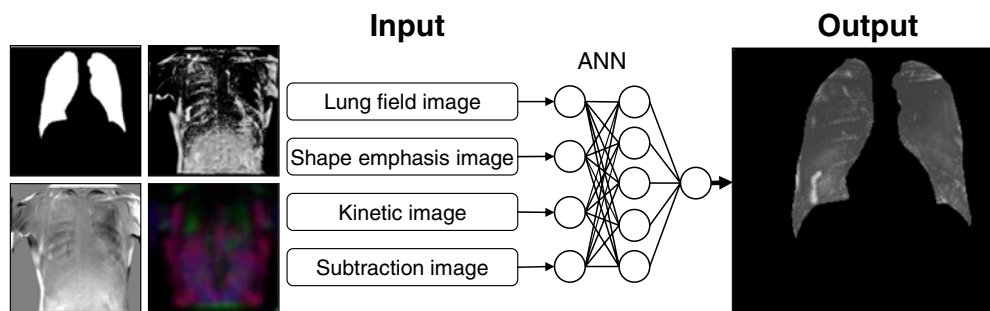 Input
Output
ANN
Lung field image
Shape emphasis image
Kinetic image
Subtraction image